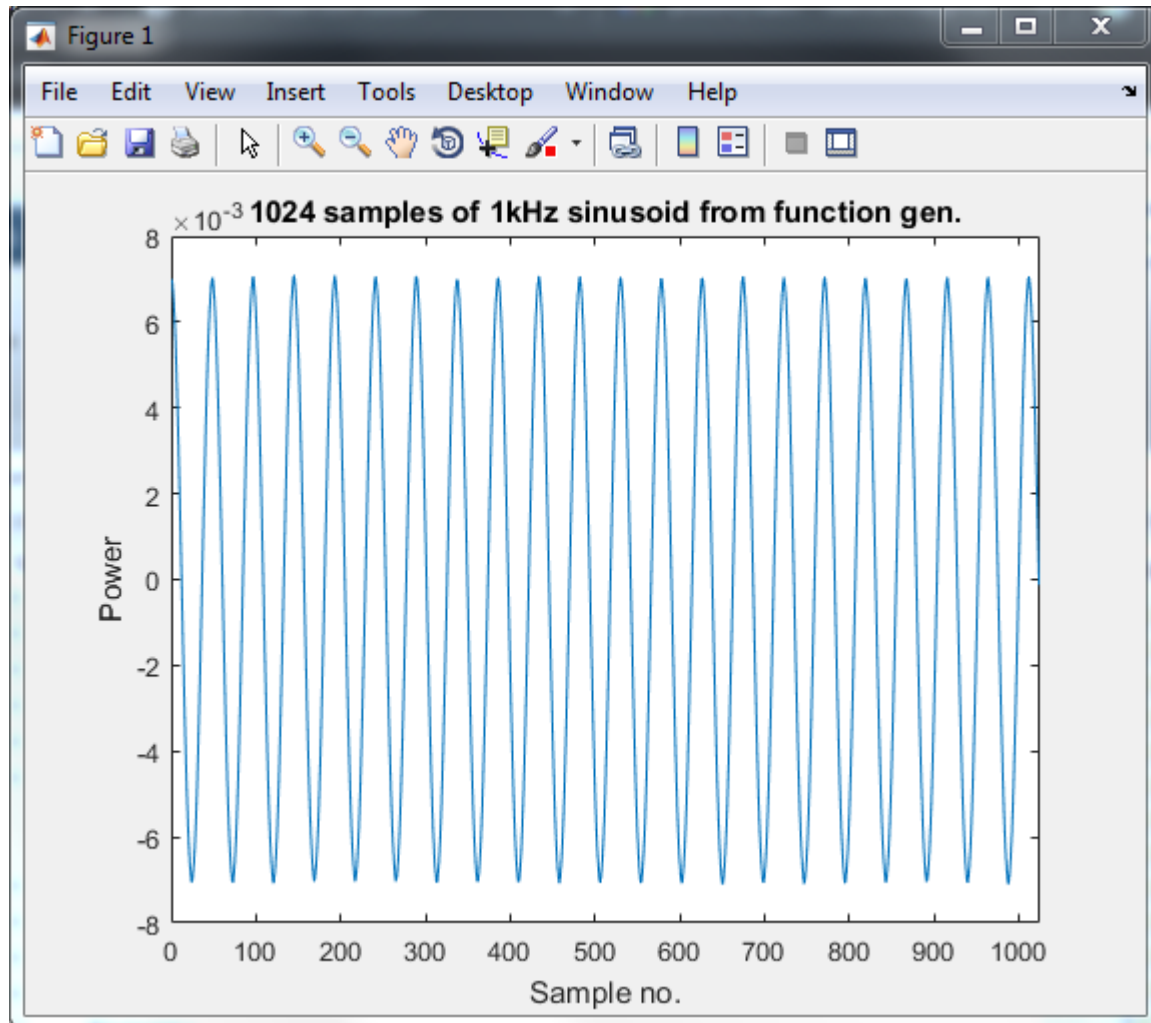 Figure 1
File Edit View Insert Tools Desktop Window Help
×10-3 1024 samples of 1kHz sinusoid from function gen.
8
6
4
2
0
-2
-4
-6
-8
Power
0 100 200 300 400 500 600 700 800 900 1000
Sample no.